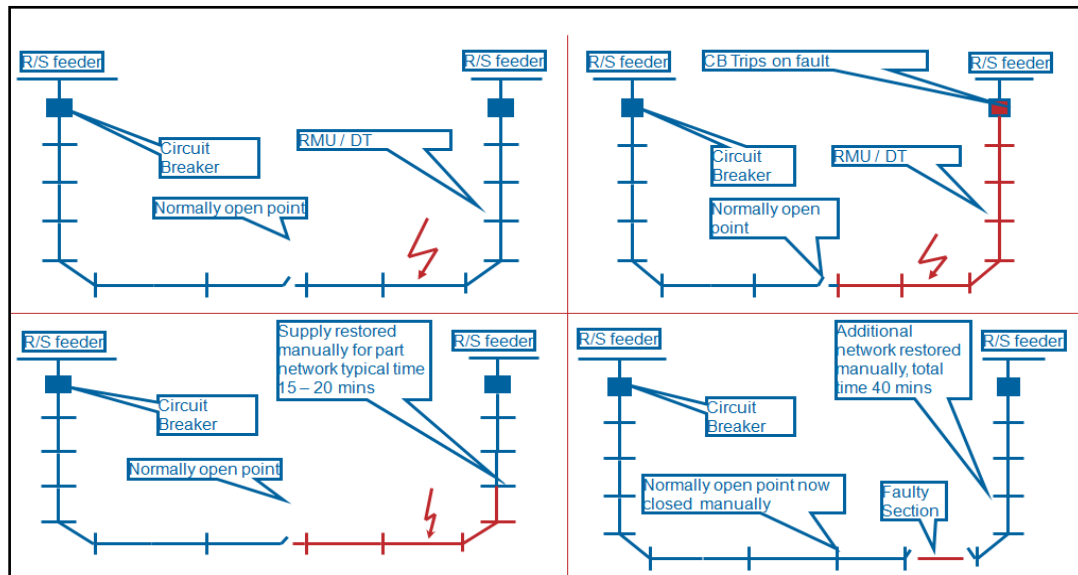 R/S feeder
R/S feeder
Circuit
Breaker
RMU / DT
Normally open point
R/S feeder
CB Trips on fault
R/S feeder
Circuit
Breaker
RMU / DT
Normally open
point
R/S feeder
Supply restored
manually for part
network typical time
15 – 20 mins
R/S feeder
Circuit
Breaker
Normally open point
R/S feeder
Additional
network restored
manually, total
time 40 mins
R/S feeder
Circuit
Breaker
Normally open point now
closed manually
Faulty
Section